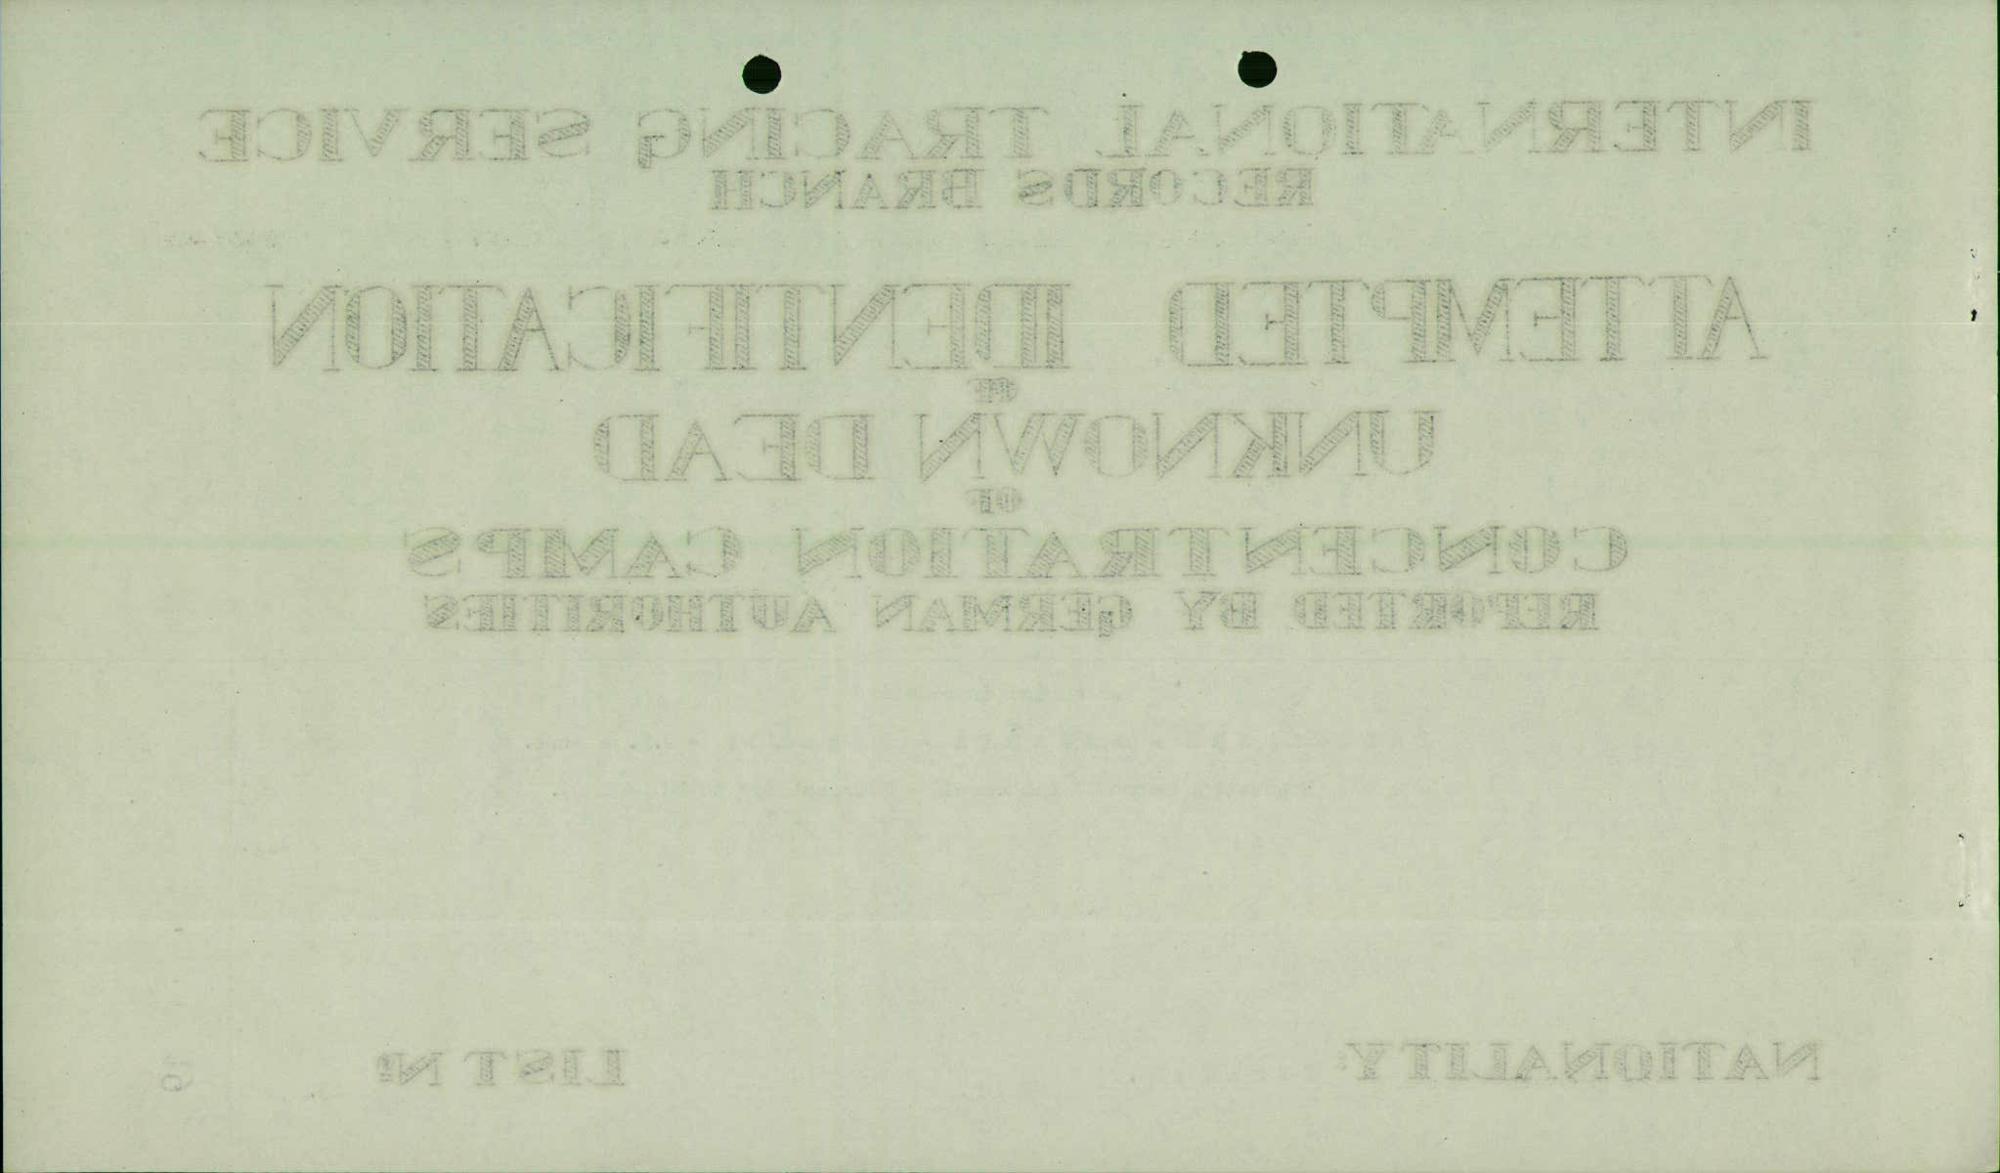 INTERNATIONAL TRACING SERVICE
RECORDS BRANCH
ATTEMPTED IDENTIFICATION
OF
UNKNOWN DEAD
OF
CONCENTRATION CAMPS
REPORTED BY GERMAN AUTHORITIES
NATIONALITY:
LIST Nº